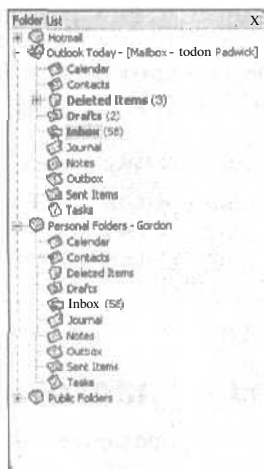 Folder List X
Hotmail
Outlook Today - [Mailbox - todon Padwick]
Calendar
Contacts
Deleted Items (3)
Drafts (2)
Inbox (58)
Journal
Notes
Outbox
Sent Items
Tasks
Personal Folders - Gordon
Calendar
Contacts
Deleted Items
Drafts
Inbox (58)
Journal
Notes
Outbox
Sent Items
Tasks
Public Folders